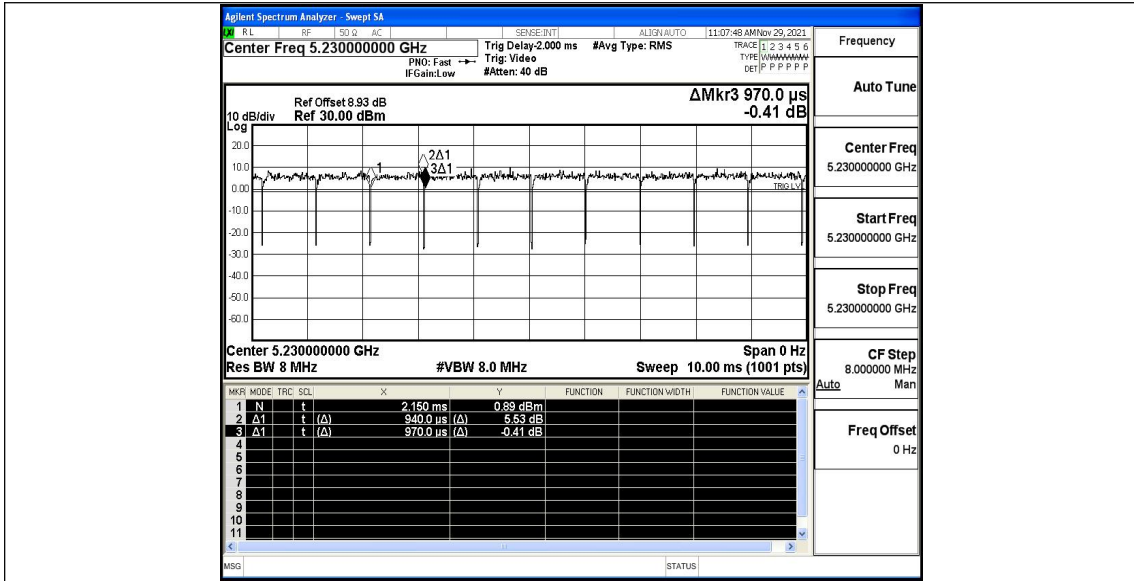 Agilent Spectrum Analyzer - Swept SA
RL RF 50 Ω AC SENSE:INT ALIGN AUTO 11:07:48 AM Nov 29, 2021
Center Freq 5.230000000 GHz
PNO: Fast
IFGain:Low
Trig Delay-2.000 ms
Trig: Video
#Atten: 40 dB
#Avg Type: RMS
TRACE 1 2 3 4 5 6
TYPE
DET P P P P P P
ΔMkr3 970.0 µs
-0.41 dB
Ref Offset 8.93 dB
10 dB/div Ref 30.00 dBm
Log
20.0
10.0
0.00
-10.0
-20.0
-30.0
-40.0
-50.0
-60.0
1
2Δ1
3Δ1
TRIG LV
Center 5.230000000 GHz Span 0 Hz
Res BW 8 MHz #VBW 8.0 MHz Sweep 10.00 ms (1001 pts)
MKR MODE TRC SCL X Y FUNCTION FUNCTION WIDTH FUNCTION VALUE
1 N t 2.150 ms 0.89 dBm
2 Δ1 t (Δ) 940.0 µs (Δ) 5.53 dB
3 Δ1 t (Δ) 970.0 µs (Δ) -0.41 dB
4
5
6
7
8
9
10
11
MSG STATUS
Frequency
Auto Tune
Center Freq
5.230000000 GHz
Start Freq
5.230000000 GHz
Stop Freq
5.230000000 GHz
CF Step
8.000000 MHz
Auto Man
Freq Offset
0 Hz